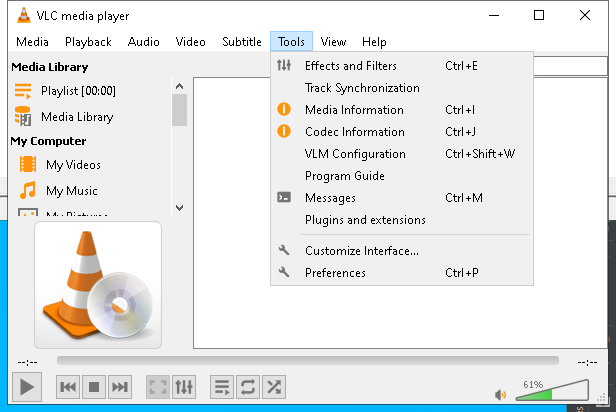 VLC media player
Media Playback Audio Video Subtitle Tools View Help
Media Library
Playlist [00:00]
Media Library
My Computer
My Videos
My Music
My Pictures
Effects and Filters Ctrl+E
Track Synchronization
Media Information Ctrl+I
Codec Information Ctrl+J
VLM Configuration Ctrl+Shift+W
Program Guide
Messages Ctrl+M
Plugins and extensions
Customize Interface...
Preferences Ctrl+P
--:-- --:--
61%